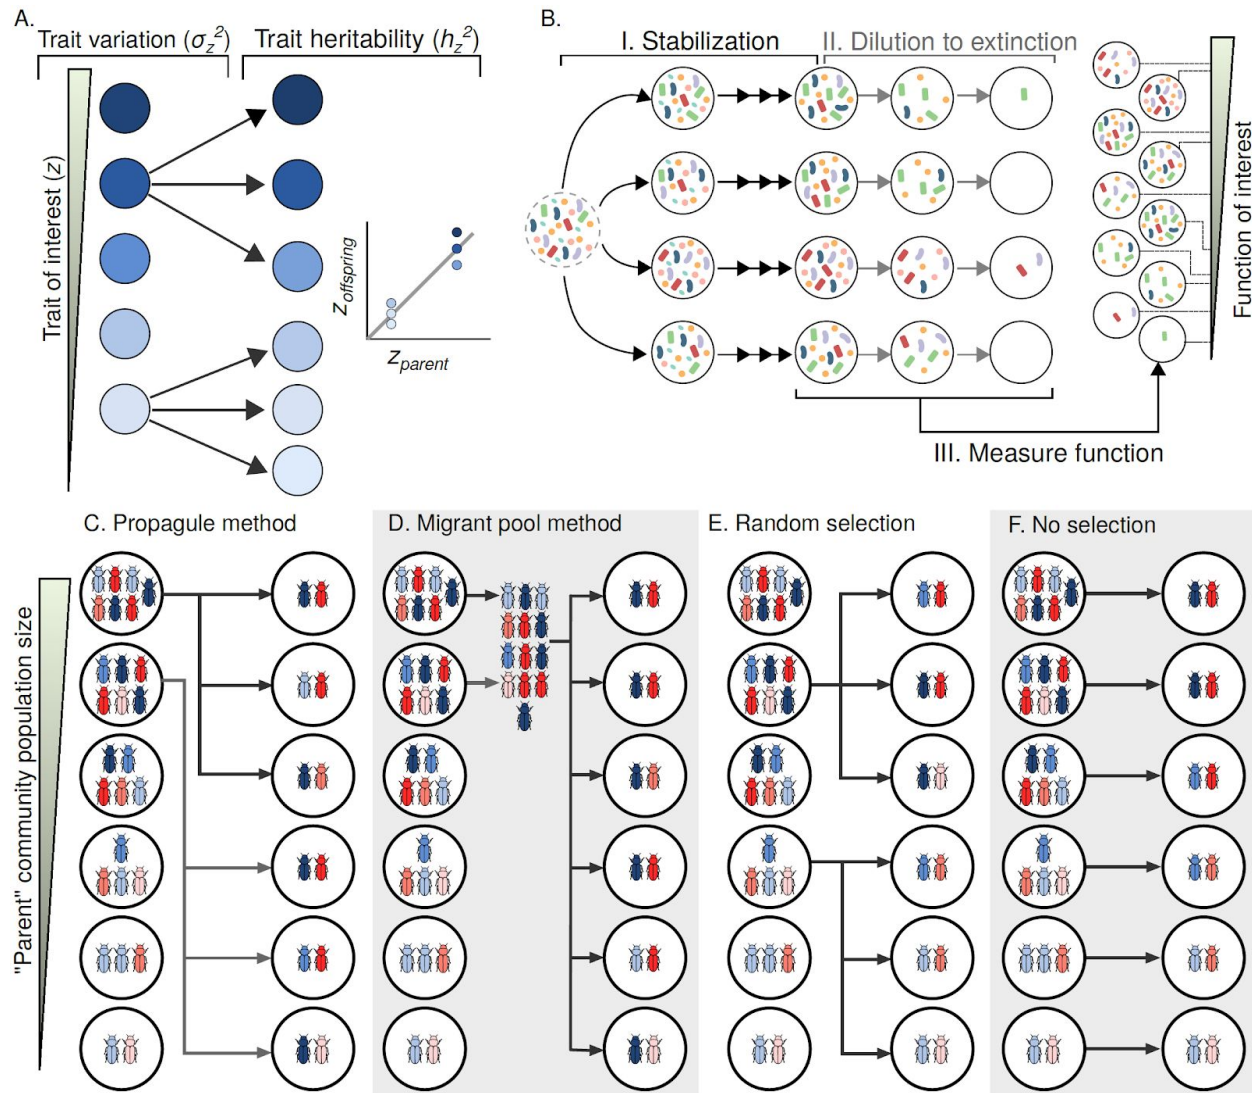 A.
Trait variation (σz²)
Trait heritability (hz²)
Trait of interest (z)
zoffspring
zparent
B.
I. Stabilization
II. Dilution to extinction
III. Measure function
Function of interest
C. Propagule method
D. Migrant pool method
E. Random selection
F. No selection
"Parent" community population size